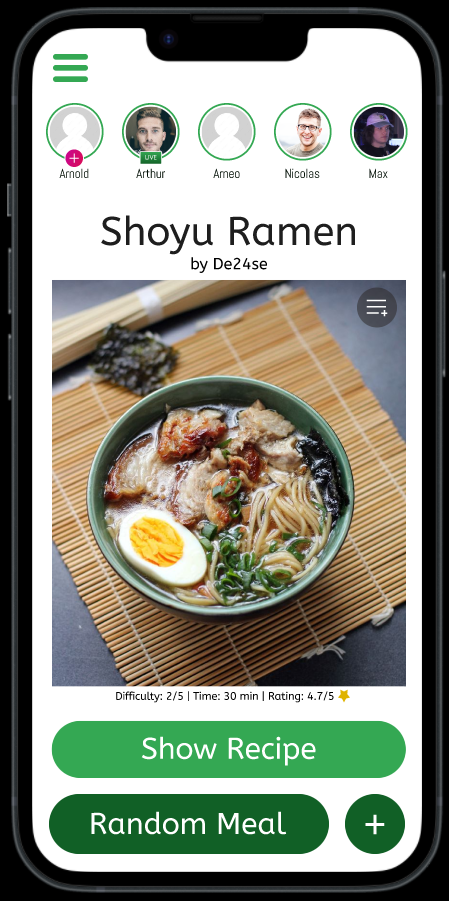 LIVE
Arnold Arthur Arneo Nicolas Max
Shoyu Ramen
by De24se
Difficulty: 2/5 | Time: 30 min | Rating: 4.7/5
Show Recipe
Random Meal +